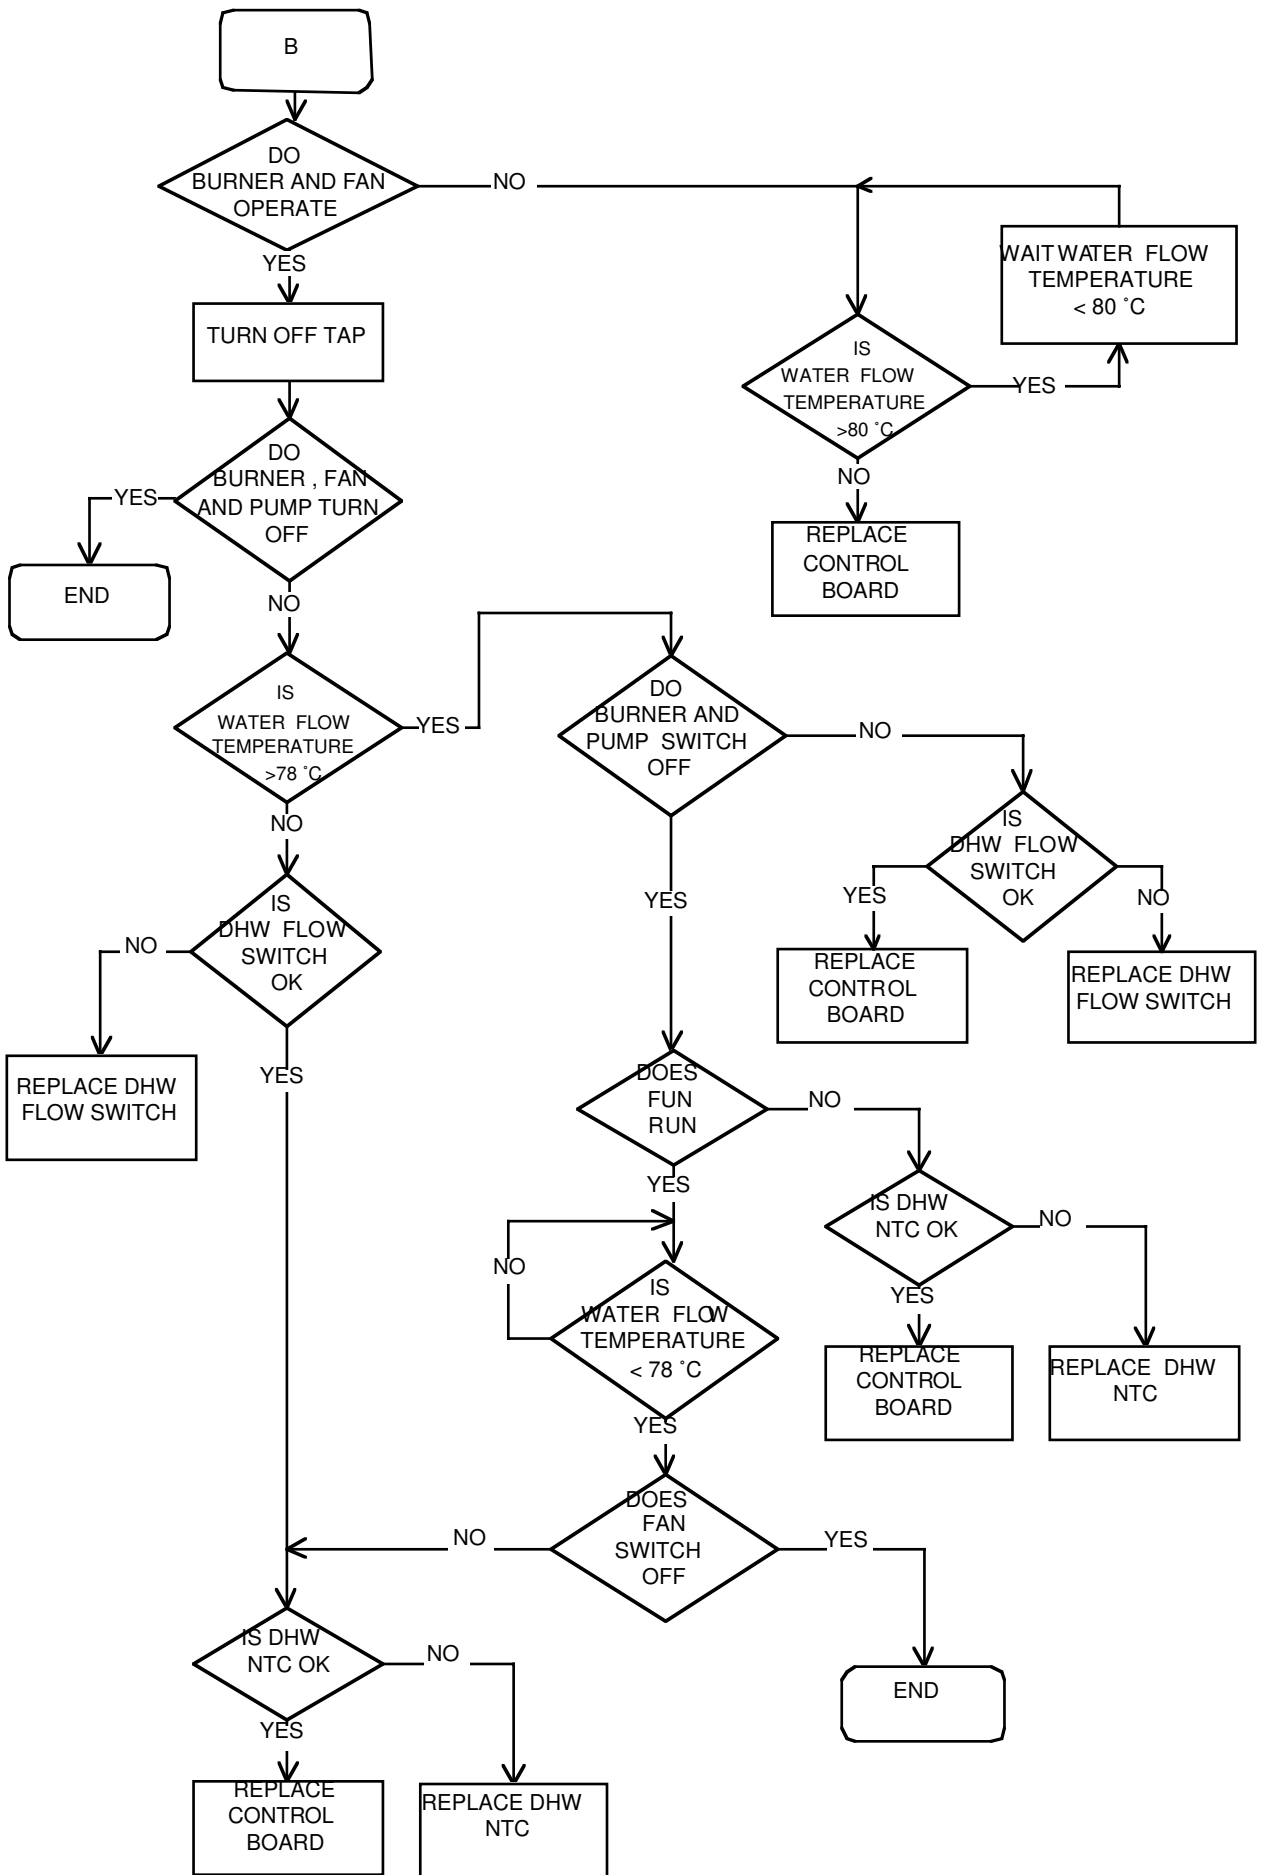 B
DO
BURNER AND FAN
OPERATE
NO
YES
WAIT WATER FLOW
TEMPERATURE
< 80 °C
TURN OFF TAP
IS
WATER FLOW
TEMPERATURE
>80 °C
YES
NO
REPLACE
CONTROL
BOARD
DO
BURNER , FAN
AND PUMP TURN
OFF
YES
END
NO
IS
WATER FLOW
TEMPERATURE
>78 °C
YES
DO
BURNER AND
PUMP SWITCH
OFF
NO
NO
IS
DHW FLOW
SWITCH
OK
YES
NO
REPLACE
CONTROL
BOARD
REPLACE DHW
FLOW SWITCH
YES
IS
DHW FLOW
SWITCH
OK
NO
REPLACE DHW
FLOW SWITCH
YES
DOES
FUN
RUN
NO
YES
IS DHW
NTC OK
NO
YES
REPLACE
CONTROL
BOARD
REPLACE DHW
NTC
NO
IS
WATER FLOW
TEMPERATURE
< 78 °C
YES
DOES
FAN
SWITCH
OFF
NO
YES
END
IS DHW
NTC OK
NO
YES
REPLACE
CONTROL
BOARD
REPLACE DHW
NTC